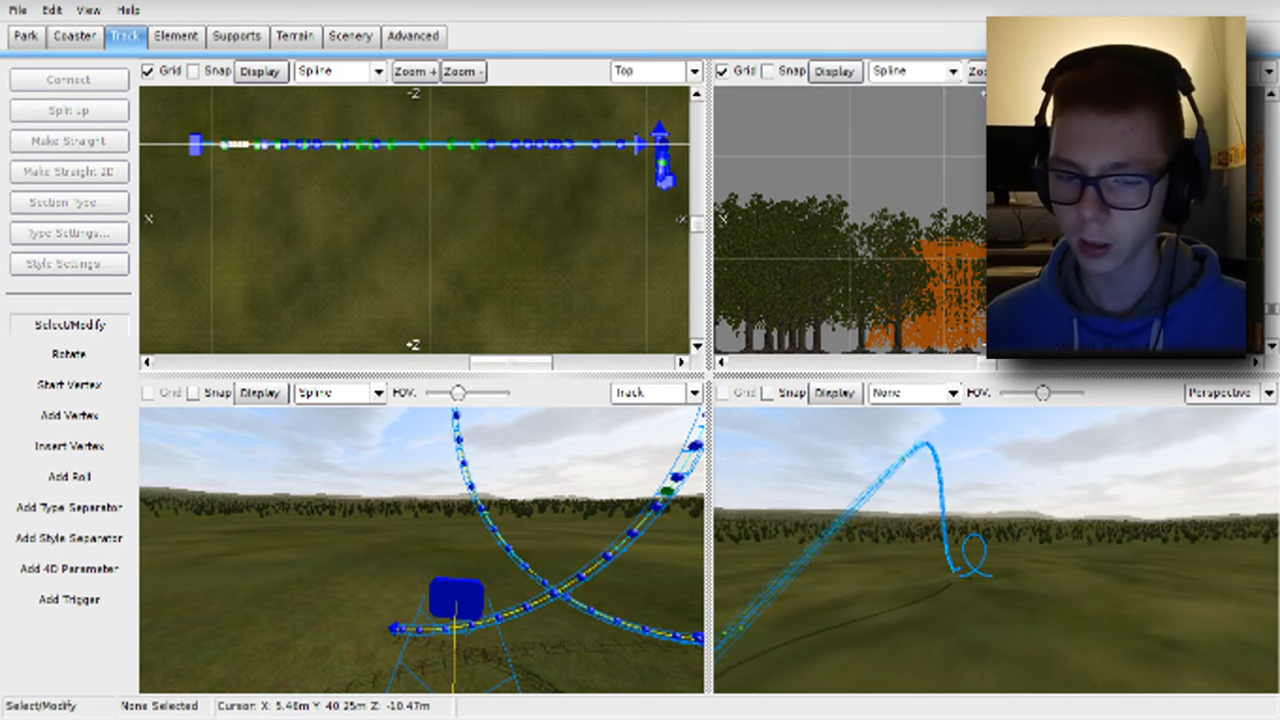 File Edit View Help
Park Coaster Track Element Supports Terrain Scenery Advanced
Grid Snap Display Spline Zoom + Zoom - Top
Grid Snap Display Spline
Connect
Split up
Make Straight
Make Straight 2D
Section Type...
Type Settings...
Style Settings...
Select/Modify
Rotate
Start Vertex
Add Vertex
Insert Vertex
Add Roll
Add Type Separator
Add Style Separator
Add 4D Parameter
Add Trigger
-2
X
+2
Grid Snap Display Spline FOV: Track
Grid Snap Display None FOV: Perspective
Select/Modify None Selected Cursor: X: 5.46m Y: 40.25m Z: -10.47m